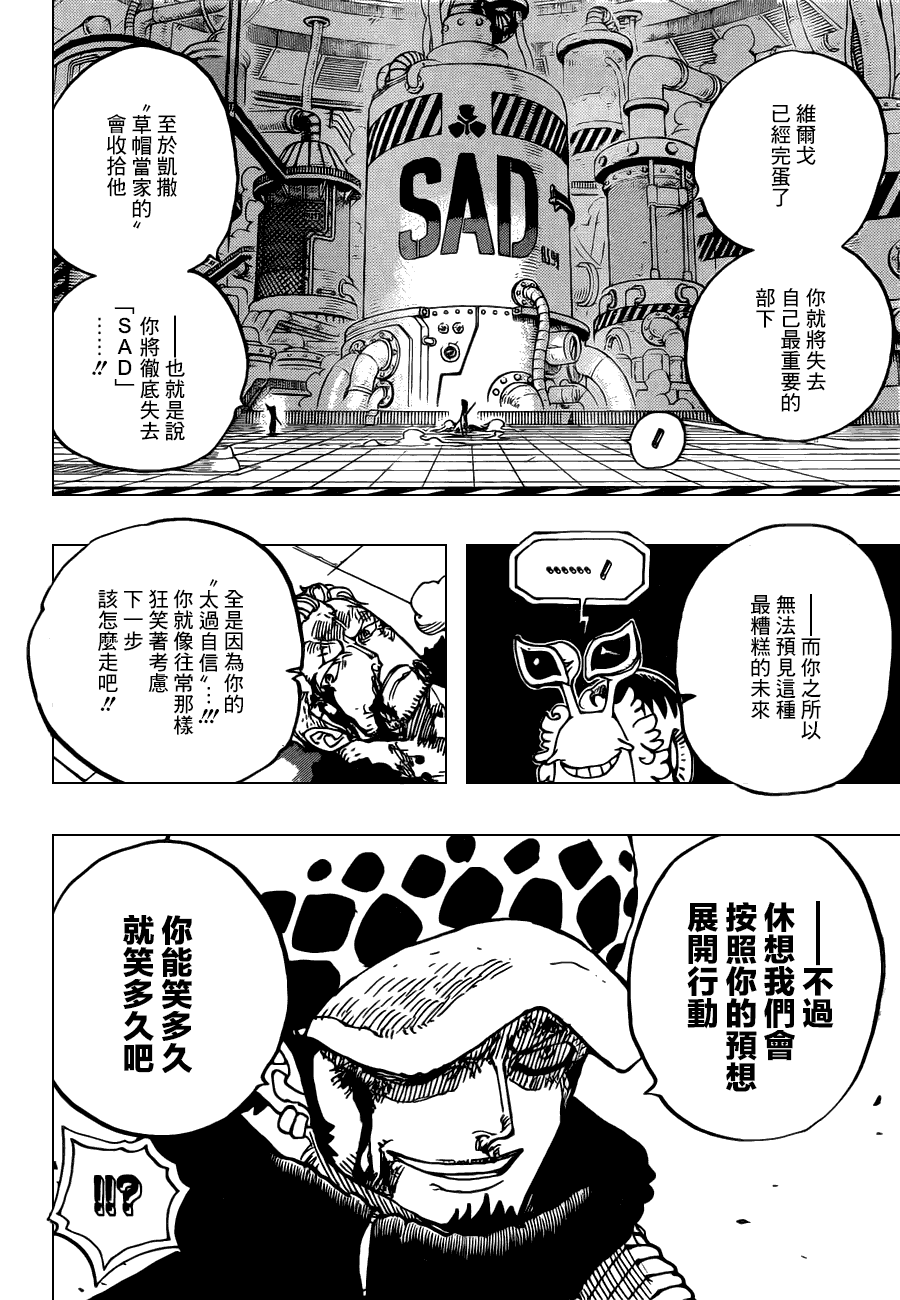 維爾戈
已經完蛋了
你就將失去
自己最重要的
部下
!
至於凱撒
〝草帽當家的〞
會收拾他
——也就是說
你將徹底失去
「SAD」
……!!
SAD
——而你之所以
無法預見這種
最糟糕的未來
…… !
全是因為你的
〝太過自信〞…!!!
你就像往常那樣
狂笑著考慮
下一步
該怎麼走吧!!
——不過
休想我們會
按照你的預想
展開行動
你能笑多久
就笑多久吧
!!?